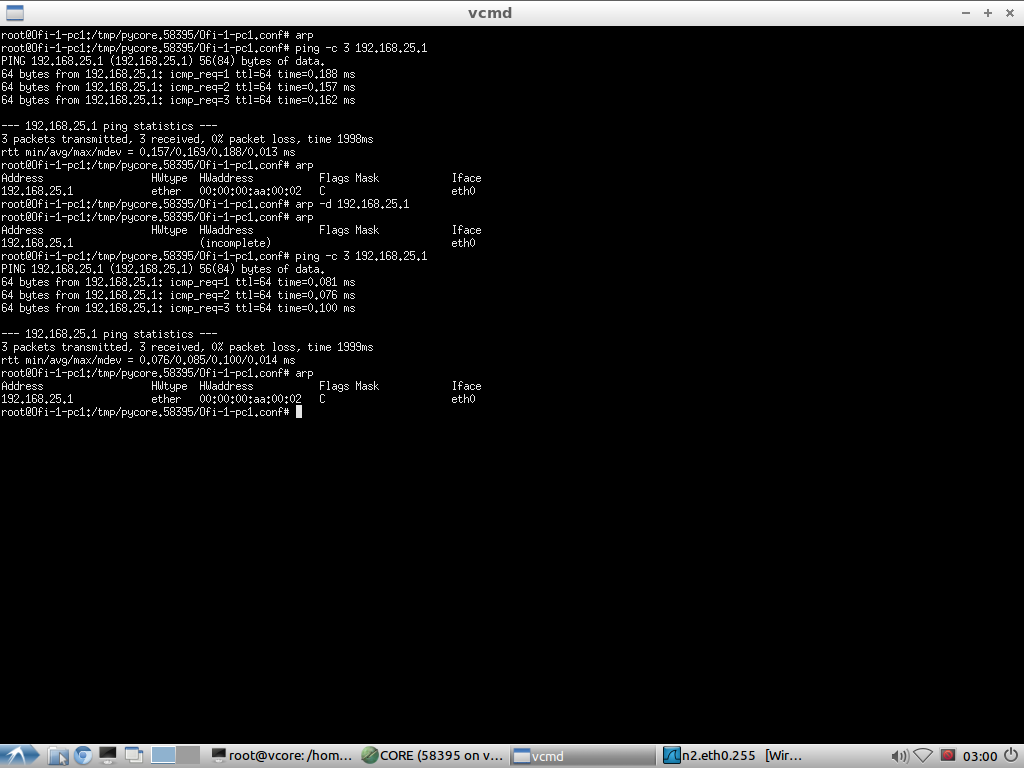 vcmd
root@Ofi-1-pc1:/tmp/pycore.58395/Ofi-1-pc1.conf# arp
root@Ofi-1-pc1:/tmp/pycore.58395/Ofi-1-pc1.conf# ping -c 3 192.168.25.1
PING 192.168.25.1 (192.168.25.1) 56(84) bytes of data.
64 bytes from 192.168.25.1: icmp_req=1 ttl=64 time=0.188 ms
64 bytes from 192.168.25.1: icmp_req=2 ttl=64 time=0.157 ms
64 bytes from 192.168.25.1: icmp_req=3 ttl=64 time=0.162 ms
--- 192.168.25.1 ping statistics ---
3 packets transmitted, 3 received, 0% packet loss, time 1998ms
rtt min/avg/max/mdev = 0.157/0.169/0.188/0.013 ms
root@Ofi-1-pc1:/tmp/pycore.58395/Ofi-1-pc1.conf# arp
Address HWtype HWaddress Flags Mask Iface
192.168.25.1 ether 00:00:00:aa:00:02 C eth0
root@Ofi-1-pc1:/tmp/pycore.58395/Ofi-1-pc1.conf# arp -d 192.168.25.1
root@Ofi-1-pc1:/tmp/pycore.58395/Ofi-1-pc1.conf# arp
Address HWtype HWaddress Flags Mask Iface
192.168.25.1 (incomplete) eth0
root@Ofi-1-pc1:/tmp/pycore.58395/Ofi-1-pc1.conf# ping -c 3 192.168.25.1
PING 192.168.25.1 (192.168.25.1) 56(84) bytes of data.
64 bytes from 192.168.25.1: icmp_req=1 ttl=64 time=0.081 ms
64 bytes from 192.168.25.1: icmp_req=2 ttl=64 time=0.076 ms
64 bytes from 192.168.25.1: icmp_req=3 ttl=64 time=0.100 ms
--- 192.168.25.1 ping statistics ---
3 packets transmitted, 3 received, 0% packet loss, time 1999ms
rtt min/avg/max/mdev = 0.076/0.085/0.100/0.014 ms
root@Ofi-1-pc1:/tmp/pycore.58395/Ofi-1-pc1.conf# arp
Address HWtype HWaddress Flags Mask Iface
192.168.25.1 ether 00:00:00:aa:00:02 C eth0
root@Ofi-1-pc1:/tmp/pycore.58395/Ofi-1-pc1.conf#
root@vcore: /hom... CORE (58395 on v... vcmd n2.eth0.255 [Wir... 03:00